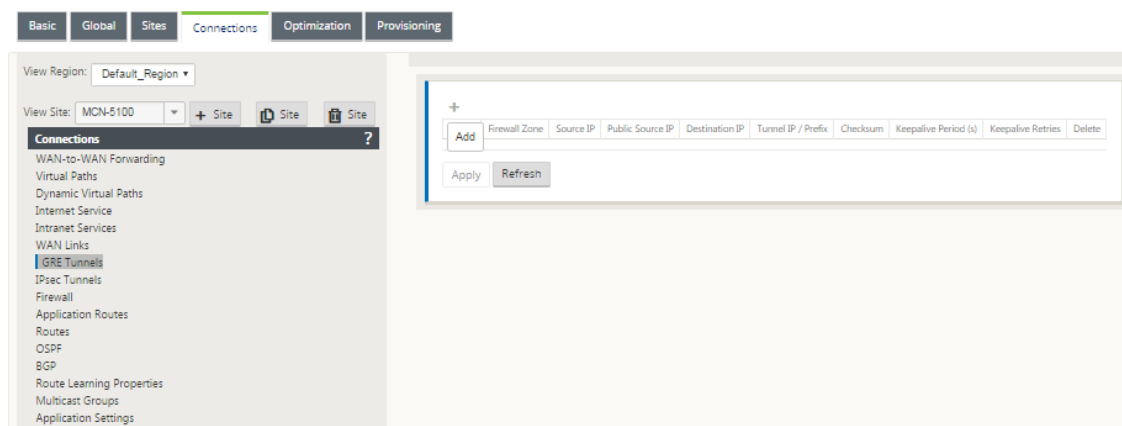 Basic Global Sites Connections Optimization Provisioning
View Region: Default_Region ▾
View Site: MCN-5100 ▾ + Site Site Site
Connections ?
WAN-to-WAN Forwarding
Virtual Paths
Dynamic Virtual Paths
Internet Service
Intranet Services
WAN Links
GRE Tunnels
IPsec Tunnels
Firewall
Application Routes
Routes
OSPF
BGP
Route Learning Properties
Multicast Groups
Application Settings
+
Add Firewall Zone Source IP Public Source IP Destination IP Tunnel IP / Prefix Checksum Keepalive Period (s) Keepalive Retries Delete
Apply Refresh